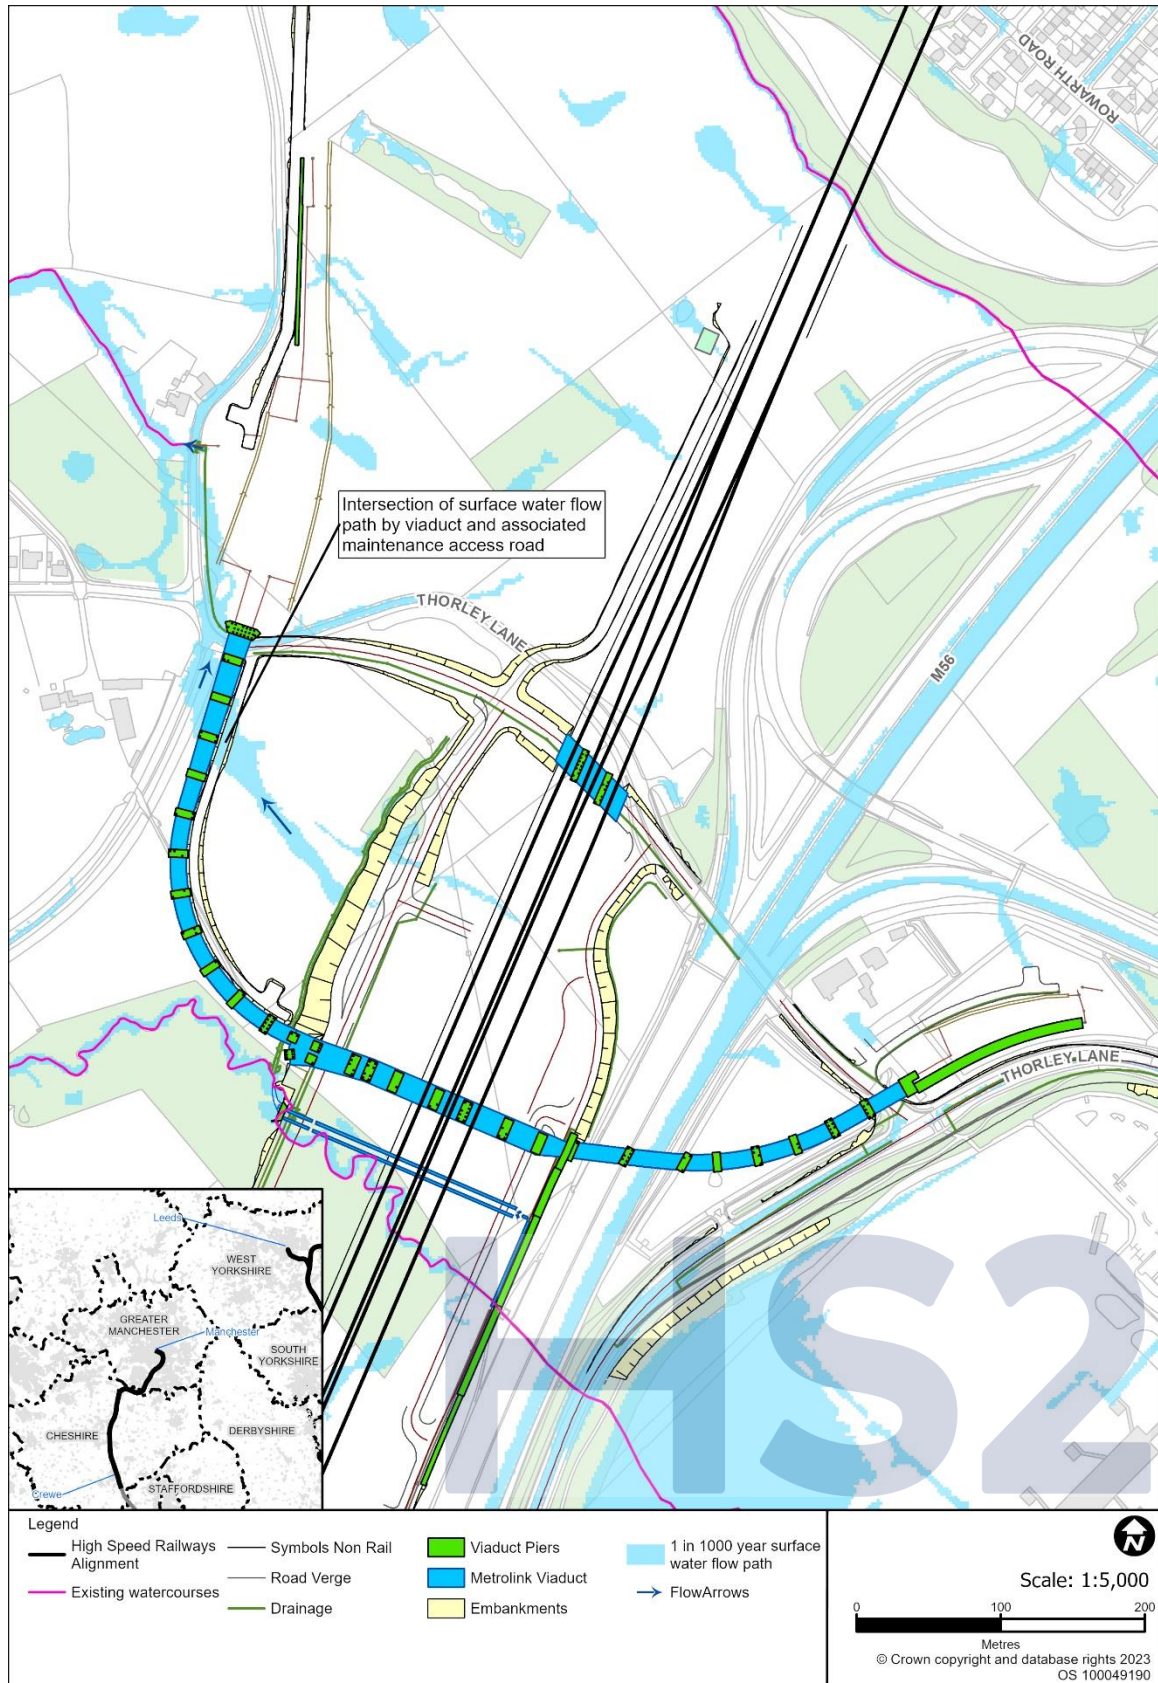 ROWARTH ROAD
Intersection of surface water flow
path by viaduct and associated
maintenance access road
THORLEY LANE
M56
THORLEY LANE
HS2
Leeds
WEST
YORKSHIRE
GREATER
MANCHESTER
Manchester
SOUTH
YORKSHIRE
CHESHIRE
DERBYSHIRE
Crewe
STAFFORDSHIRE
Legend
High Speed Railways
Alignment
Existing watercourses
Symbols Non Rail
Road Verge
Drainage
Viaduct Piers
Metrolink Viaduct
Embankments
1 in 1000 year surface
water flow path
FlowArrows
N
Scale: 1:5,000
0 100 200
Metres
© Crown copyright and database rights 2023
OS 100049190